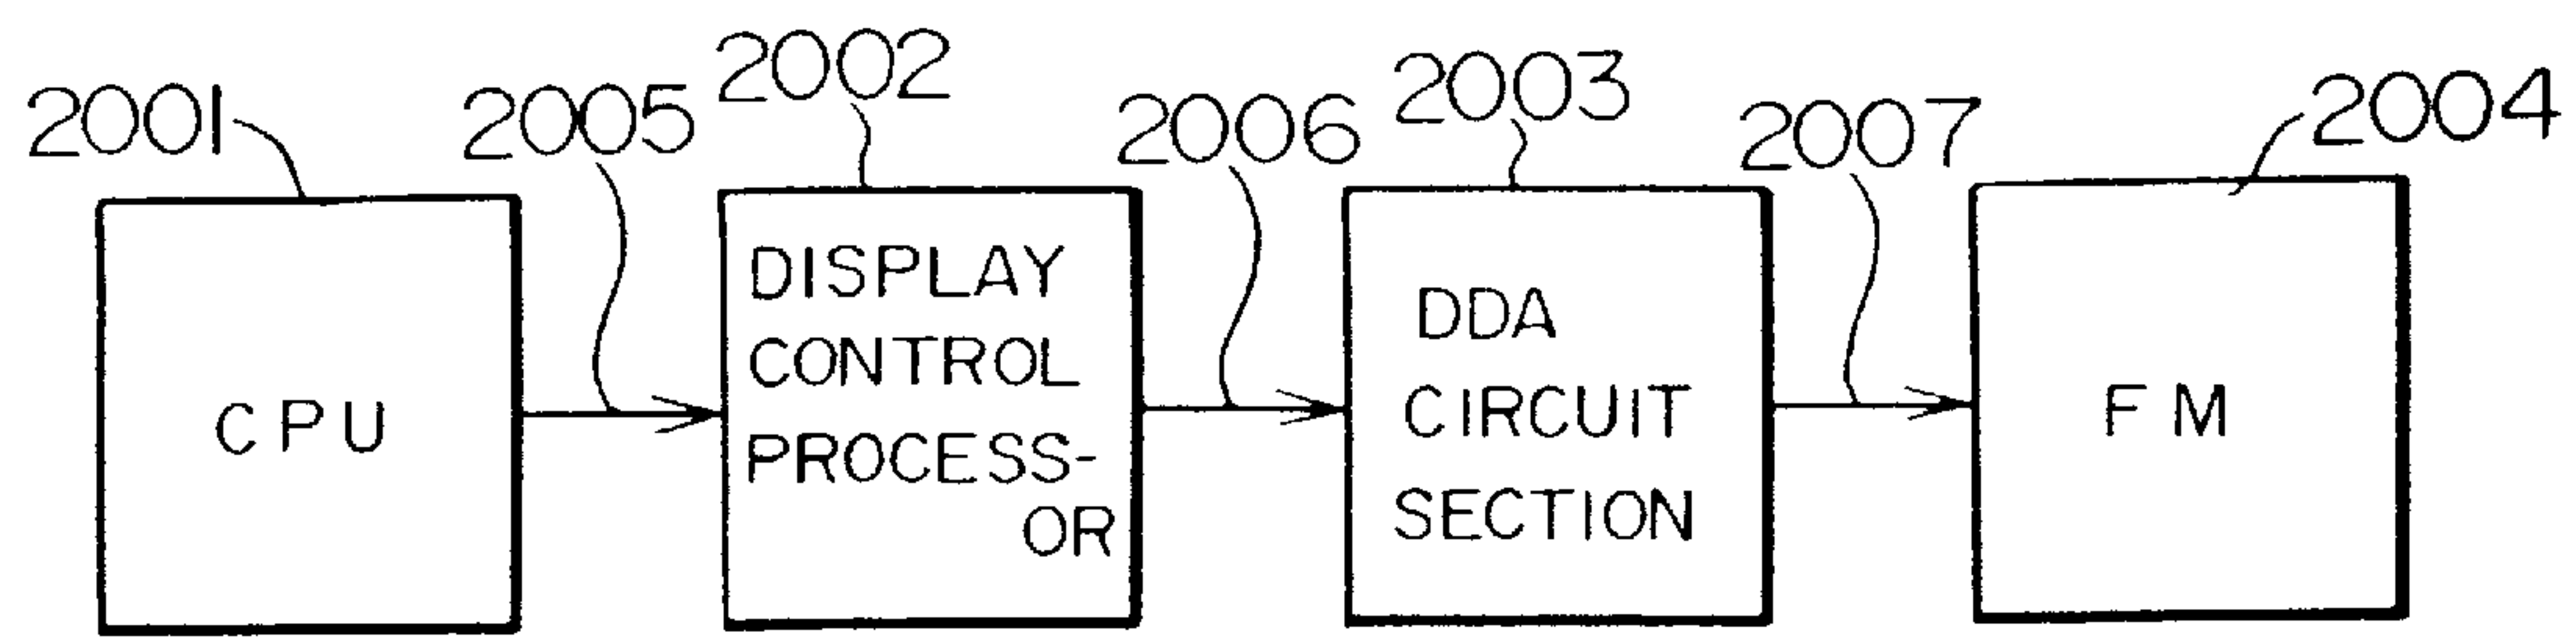 2001
2005
2002
2006
2003
2007
2004
CPU
DISPLAY
CONTROL
PROCESS-
OR
DDA
CIRCUIT
SECTION
FM